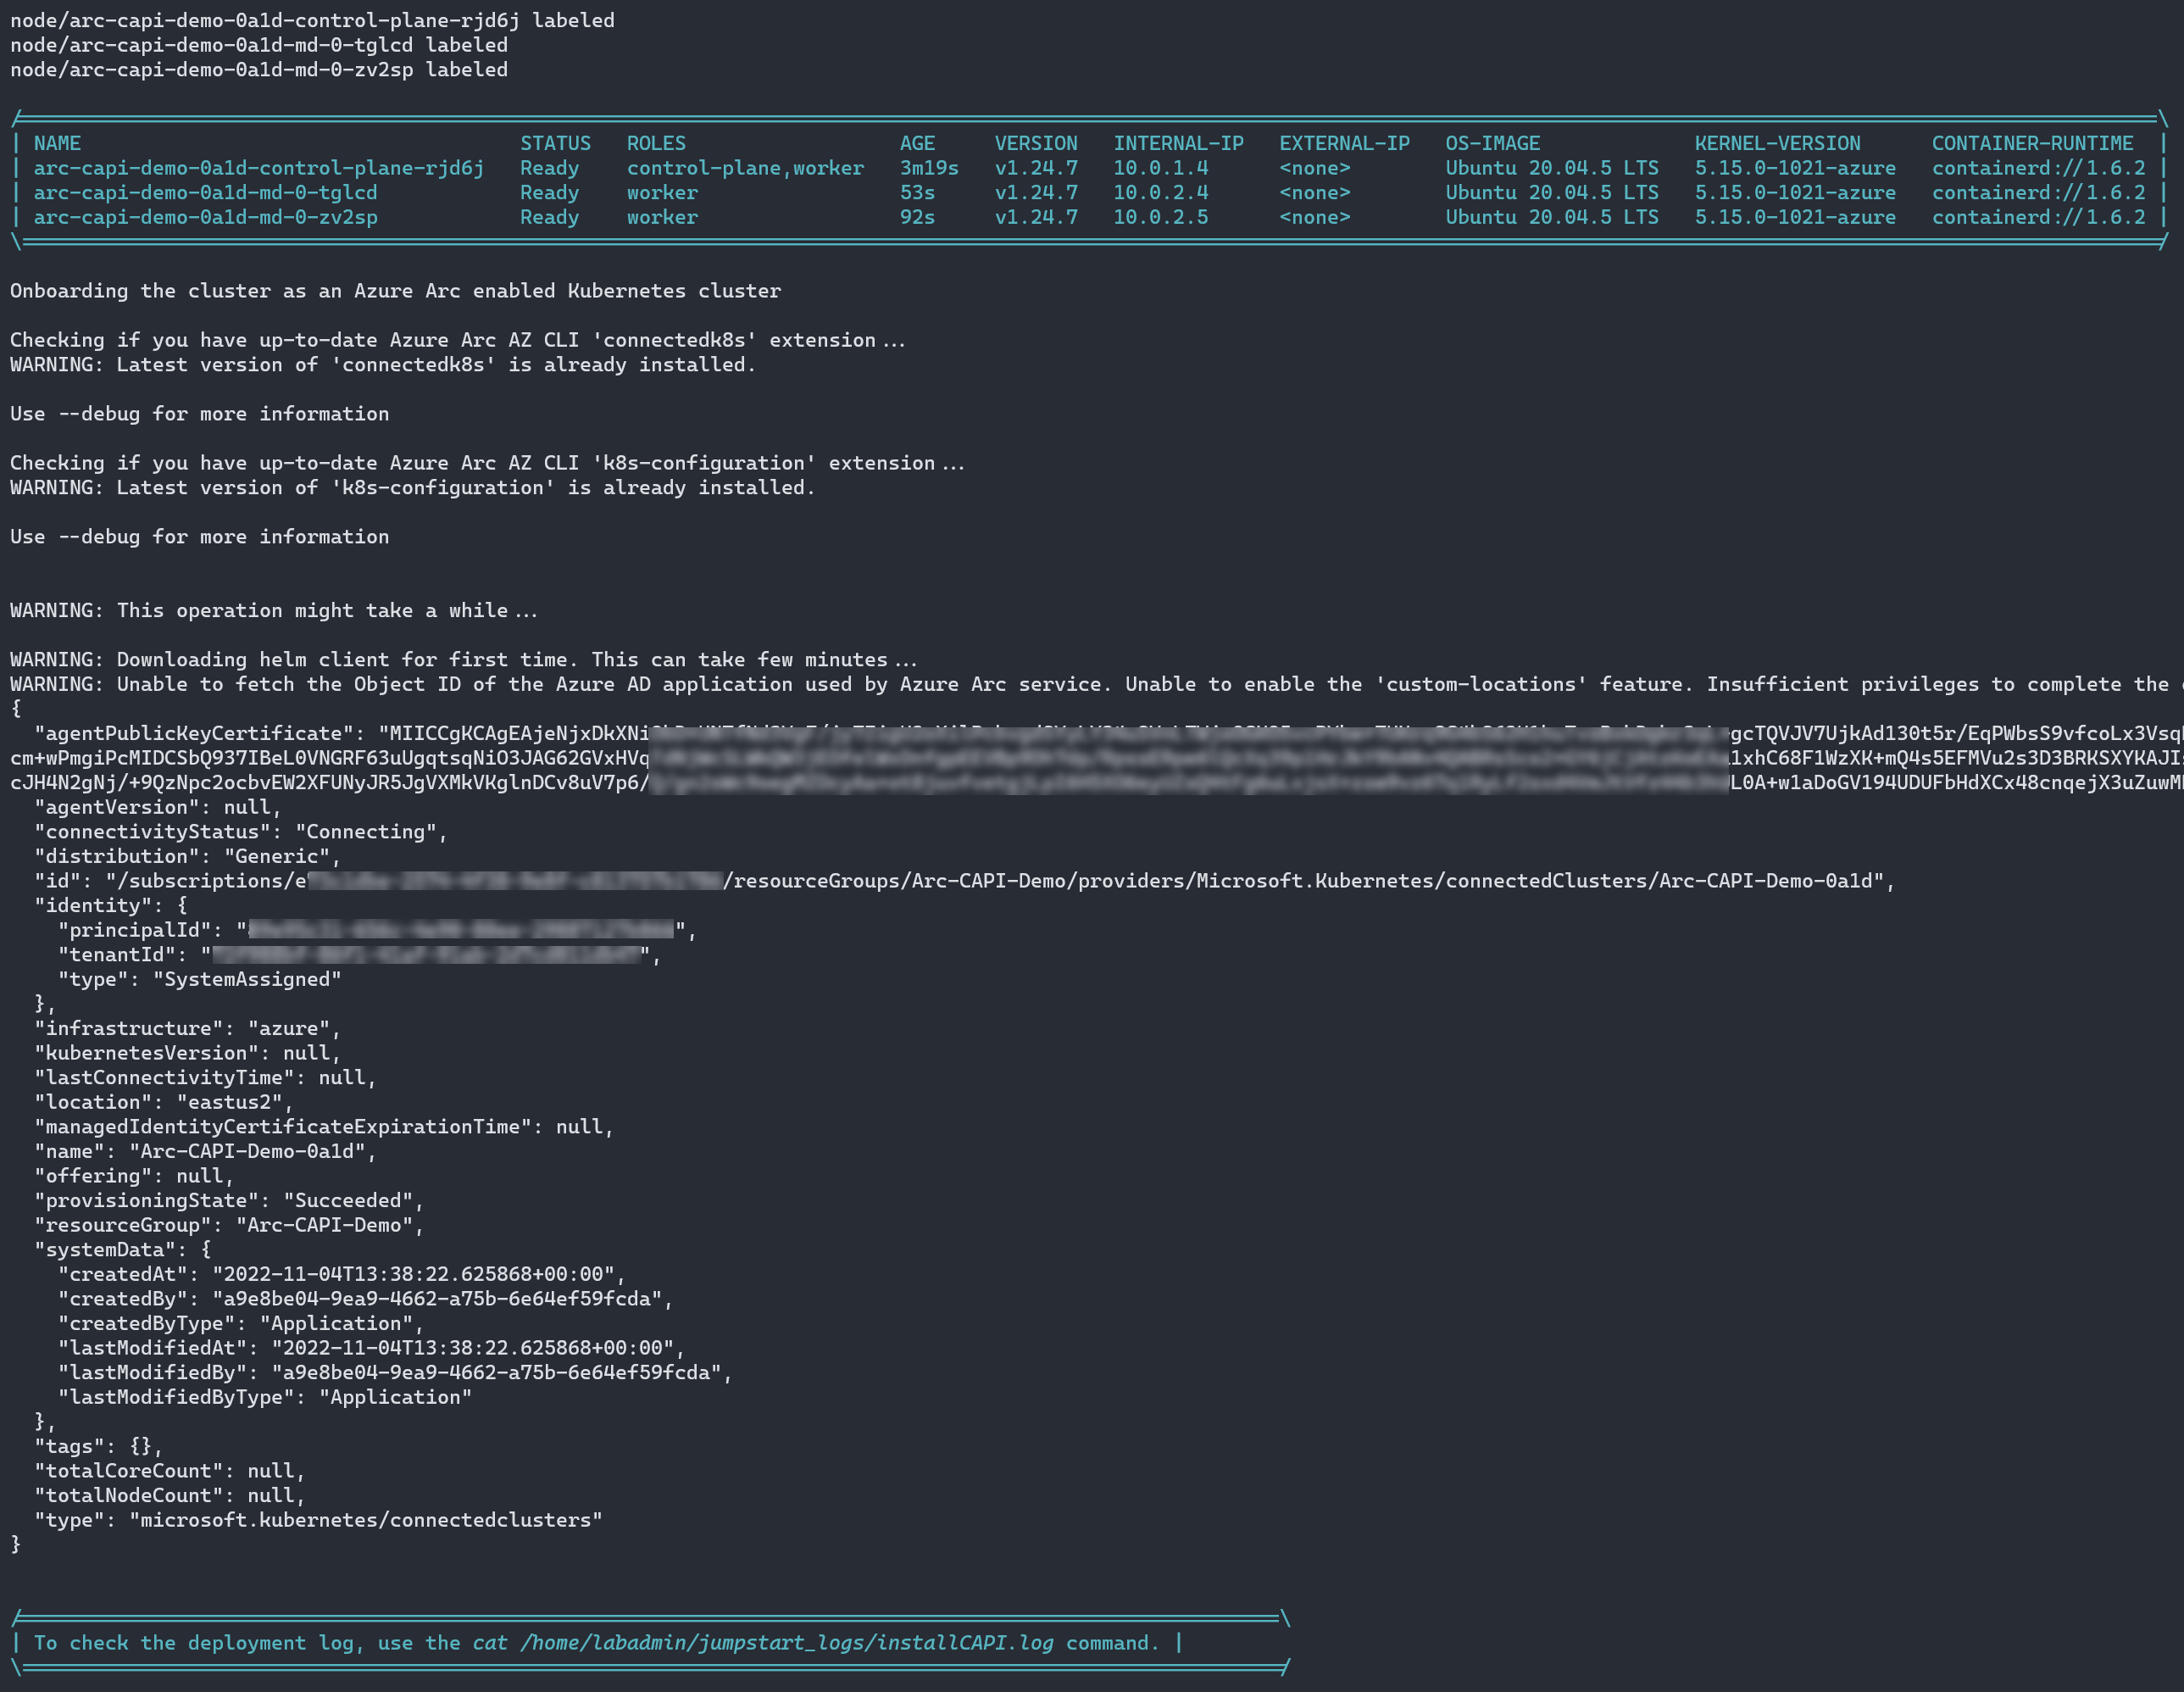 node/arc-capi-demo-0a1d-control-plane-rjd6j labeled
node/arc-capi-demo-0a1d-md-0-tglcd labeled
node/arc-capi-demo-0a1d-md-0-zv2sp labeled
| NAME STATUS ROLES AGE VERSION INTERNAL-IP EXTERNAL-IP OS-IMAGE KERNEL-VERSION CONTAINER-RUNTIME |
| arc-capi-demo-0a1d-control-plane-rjd6j Ready control-plane,worker 3m19s v1.24.7 10.0.1.4 <none> Ubuntu 20.04.5 LTS 5.15.0-1021-azure containerd://1.6.2 |
| arc-capi-demo-0a1d-md-0-tglcd Ready worker 53s v1.24.7 10.0.2.4 <none> Ubuntu 20.04.5 LTS 5.15.0-1021-azure containerd://1.6.2 |
| arc-capi-demo-0a1d-md-0-zv2sp Ready worker 92s v1.24.7 10.0.2.5 <none> Ubuntu 20.04.5 LTS 5.15.0-1021-azure containerd://1.6.2 |
Onboarding the cluster as an Azure Arc enabled Kubernetes cluster
Checking if you have up-to-date Azure Arc AZ CLI 'connectedk8s' extension...
WARNING: Latest version of 'connectedk8s' is already installed.
Use --debug for more information
Checking if you have up-to-date Azure Arc AZ CLI 'k8s-configuration' extension...
WARNING: Latest version of 'k8s-configuration' is already installed.
Use --debug for more information
WARNING: This operation might take a while...
WARNING: Downloading helm client for first time. This can take few minutes...
WARNING: Unable to fetch the Object ID of the Azure AD application used by Azure Arc service. Unable to enable the 'custom-locations' feature. Insufficient privileges to complete the
{
"agentPublicKeyCertificate": "MIICCgKCAgEAjeNjxDkXNi gcTQVJV7UjkAd130t5r/EqPWbsS9vfcoLx3Vsq
cm+wPmgiPcMIDCSbQ937IBeL0VNGRF63uUgqtsqNiO3JAG62GVxHVq 1xhC68F1WzXK+mQ4s5EFMVu2s3D3BRKSXYKAJI
cJH4N2gNj/+9QzNpc2ocbvEW2XFUNyJR5JgVXMkVKglnDCv8uV7p6/ L0A+w1aDoGV194UDUFbHdXCx48cnqejX3uZuwM
"agentVersion": null,
"connectivityStatus": "Connecting",
"distribution": "Generic",
"id": "/subscriptions/e /resourceGroups/Arc-CAPI-Demo/providers/Microsoft.Kubernetes/connectedClusters/Arc-CAPI-Demo-0a1d",
"identity": {
"principalId": " ",
"tenantId": " ",
"type": "SystemAssigned"
},
"infrastructure": "azure",
"kubernetesVersion": null,
"lastConnectivityTime": null,
"location": "eastus2",
"managedIdentityCertificateExpirationTime": null,
"name": "Arc-CAPI-Demo-0a1d",
"offering": null,
"provisioningState": "Succeeded",
"resourceGroup": "Arc-CAPI-Demo",
"systemData": {
"createdAt": "2022-11-04T13:38:22.625868+00:00",
"createdBy": "a9e8be04-9ea9-4662-a75b-6e64ef59fcda",
"createdByType": "Application",
"lastModifiedAt": "2022-11-04T13:38:22.625868+00:00",
"lastModifiedBy": "a9e8be04-9ea9-4662-a75b-6e64ef59fcda",
"lastModifiedByType": "Application"
},
"tags": {},
"totalCoreCount": null,
"totalNodeCount": null,
"type": "microsoft.kubernetes/connectedclusters"
}
| To check the deployment log, use the cat /home/labadmin/jumpstart_logs/installCAPI.log command. |